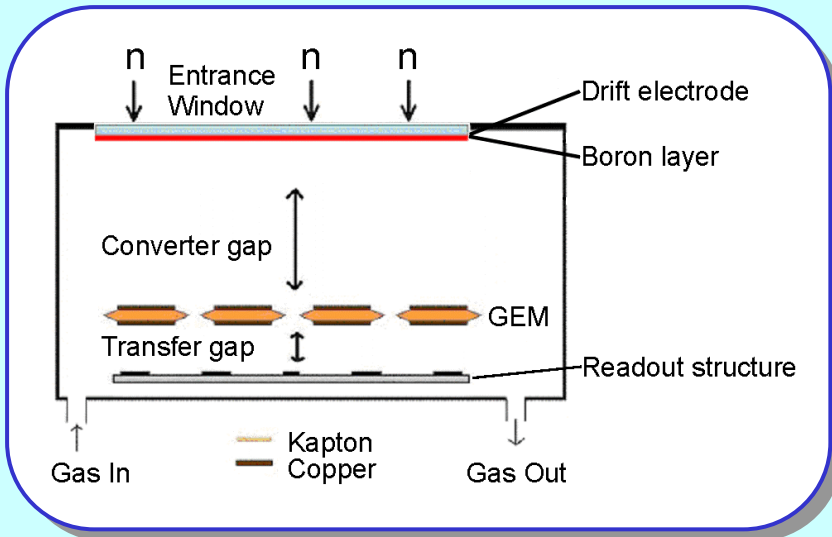 n n n
Entrance
Window
Drift electrode
Boron layer
Converter gap
GEM
Transfer gap
Readout structure
Kapton
Copper
Gas In
Gas Out